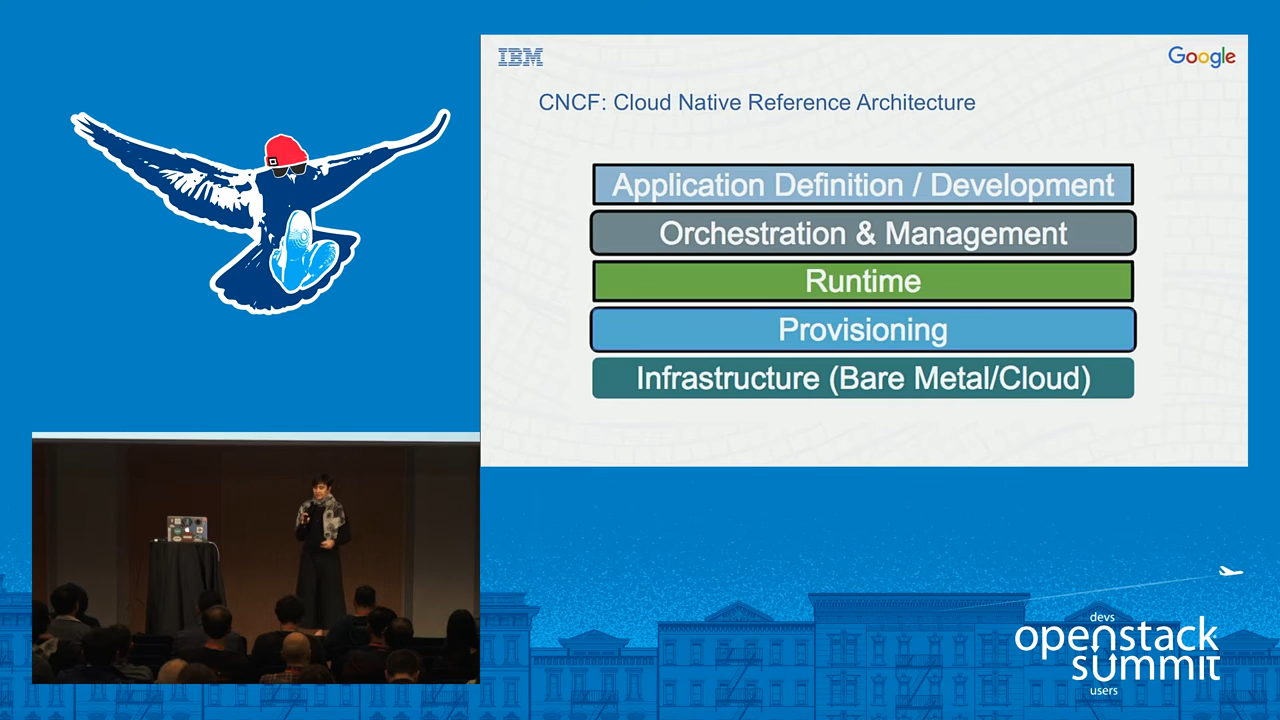 IBM
Google
CNCF: Cloud Native Reference Architecture
Application Definition / Development
Orchestration & Management
Runtime
Provisioning
Infrastructure (Bare Metal/Cloud)
devs
openstack
summit
users